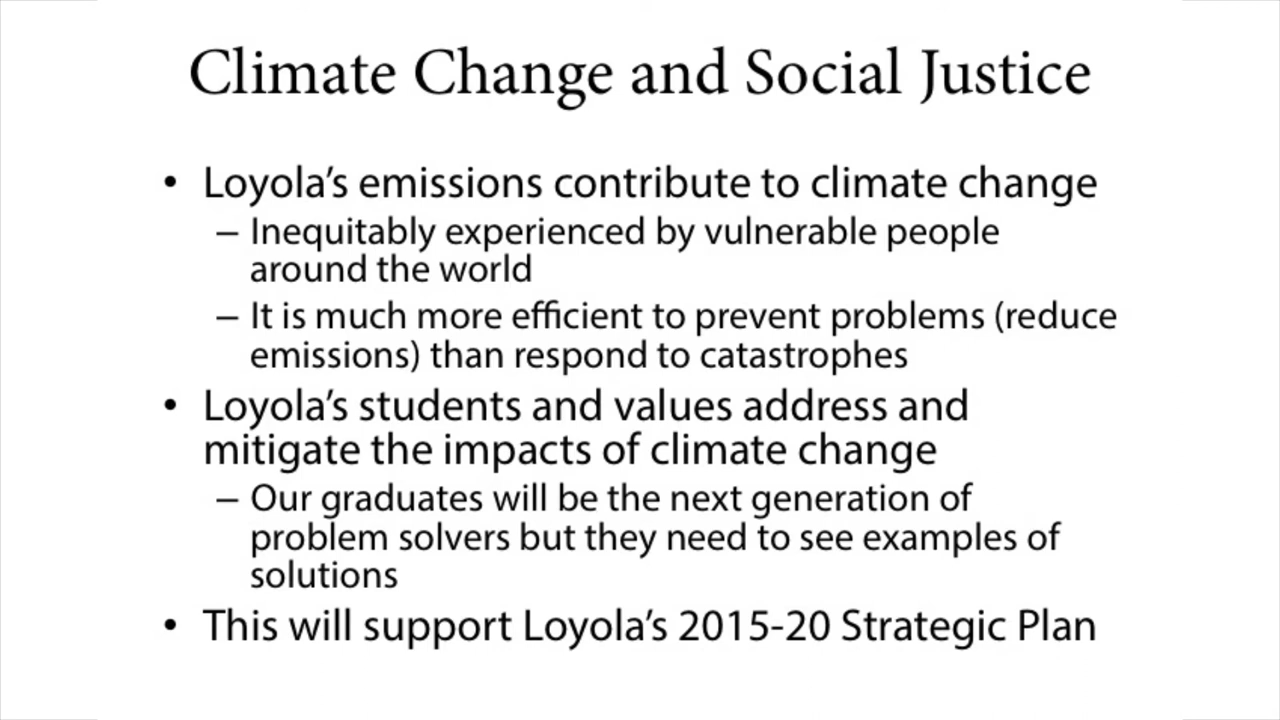 Climate Change and Social Justice
• Loyola’s emissions contribute to climate change
– Inequitably experienced by vulnerable people
around the world
– It is much more efficient to prevent problems (reduce
emissions) than respond to catastrophes
• Loyola’s students and values address and
mitigate the impacts of climate change
– Our graduates will be the next generation of
problem solvers but they need to see examples of
solutions
• This will support Loyola’s 2015-20 Strategic Plan